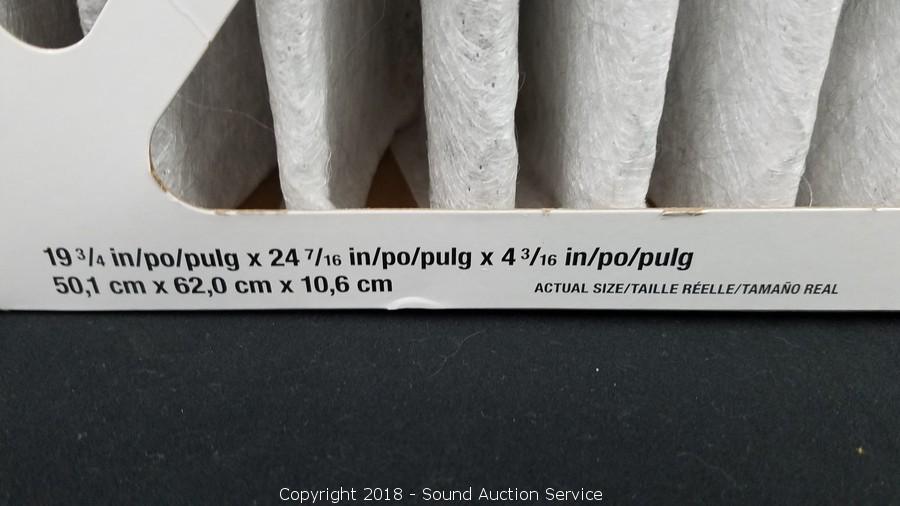 19 3/4 in/po/pulg x 24 7/16 in/po/pulg x 4 3/16 in/po/pulg
50,1 cm x 62,0 cm x 10,6 cm
ACTUAL SIZE/TAILLE RÉELLE/TAMAÑO REAL
Copyright 2018 - Sound Auction Service